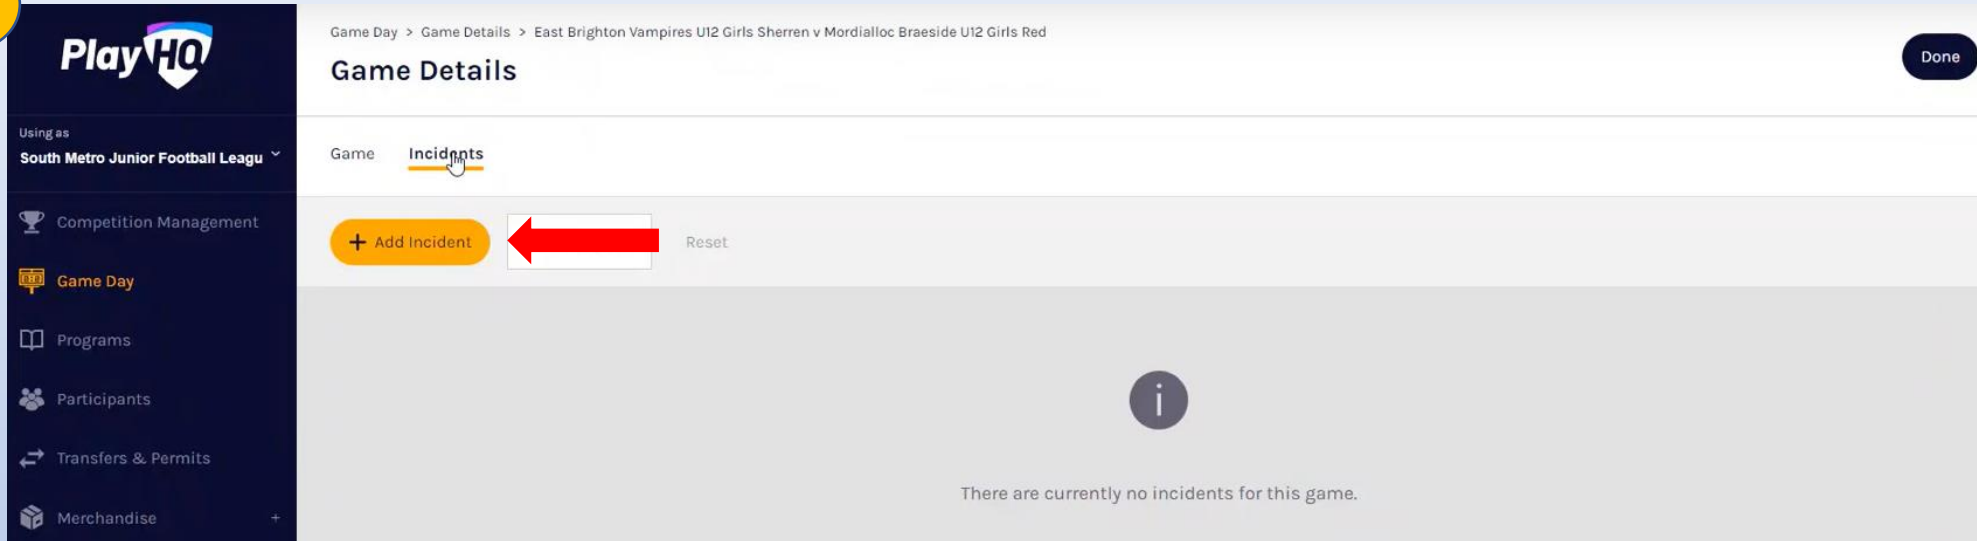 PlayHQ
Game Day > Game Details > East Brighton Vampires U12 Girls Sherren v Mordialloc Braeside U12 Girls Red
Game Details
Done
Using as
South Metro Junior Football Leagu
Game Incidents
+ Add Incident
Reset
Competition Management
Game Day
Programs
Participants
Transfers & Permits
Merchandise +
i
There are currently no incidents for this game.